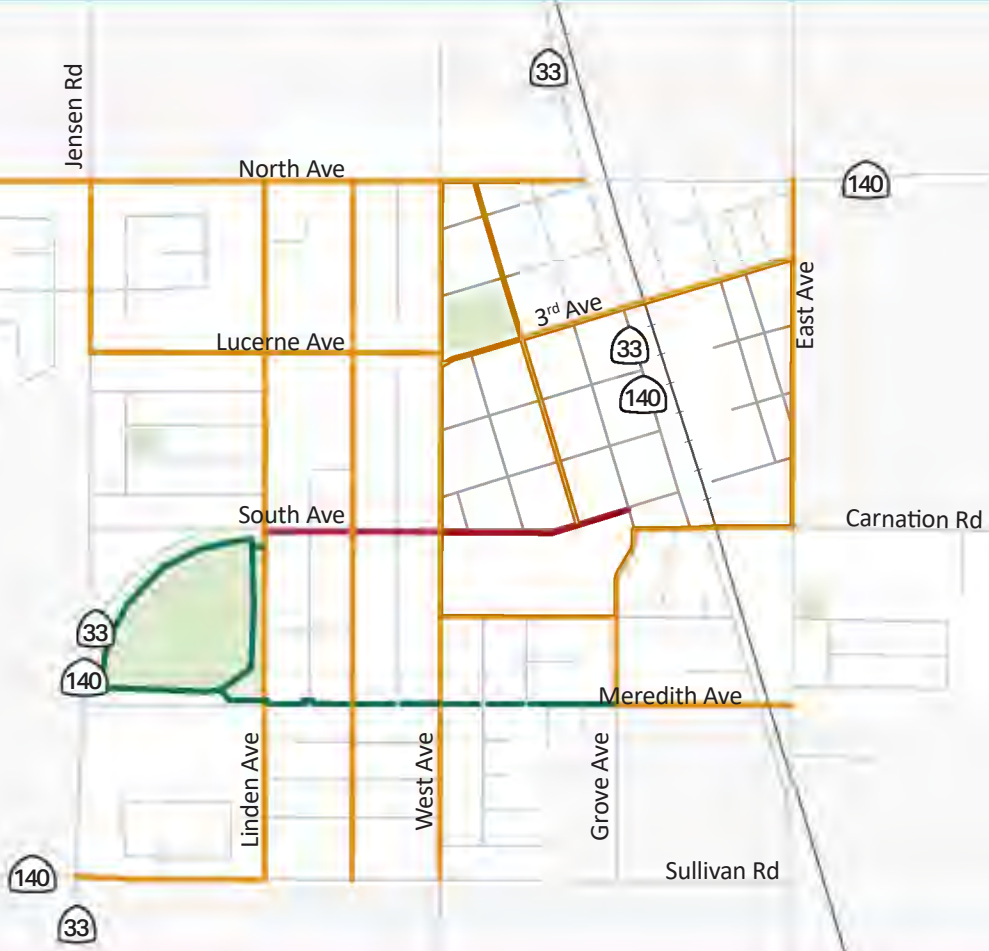 33
Jensen Rd
North Ave
140
3rd Ave
East Ave
Lucerne Ave
33
140
South Ave
Carnation Rd
33
140
Meredith Ave
Linden Ave
West Ave
Grove Ave
Sullivan Rd
140
33